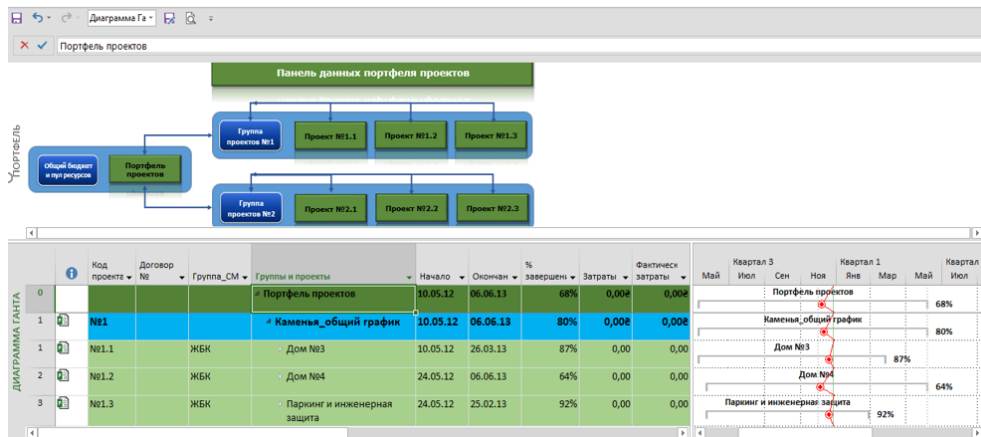 Диаграмма Га
Портфель проектов
ПОРТФЕЛЬ
Панель данных портфеля проектов
Группа
проектов №1
Проект №1.1
Проект №1.2
Проект №1.3
Общий бюджет
и пул ресурсов
Портфель
проектов
Группа
проектов №2
Проект №2.1
Проект №2.2
Проект №2.3
ДИАГРАММА ГАНТА
Код
проекта Договор
№ Группа_СМ Группы и проекты Начало Окончан %
завершени Затраты Фактическ
затраты
Квартал 3 Квартал 1 Квартал
Май Июл Сен Ноя Янв Мар Май Июл
0 Портфель проектов 10.05.12 06.06.13 68% 0,00₴ 0,00₴
Портфель проектов
68%
1 №1 Каменья_общий график 10.05.12 06.06.13 80% 0,00₴ 0,00₴
Каменья_общий график
80%
1 №1.1 ЖБК Дом №3 10.05.12 26.03.13 87% 0,00 0,00
Дом №3
87%
2 №1.2 ЖБК Дом №4 24.05.12 06.06.13 64% 0,00 0,00
Дом №4
64%
3 №1.3 ЖБК Паркинг и инженерная
защита 24.05.12 25.02.13 92% 0,00 0,00
Паркинг и инженерная защита
92%